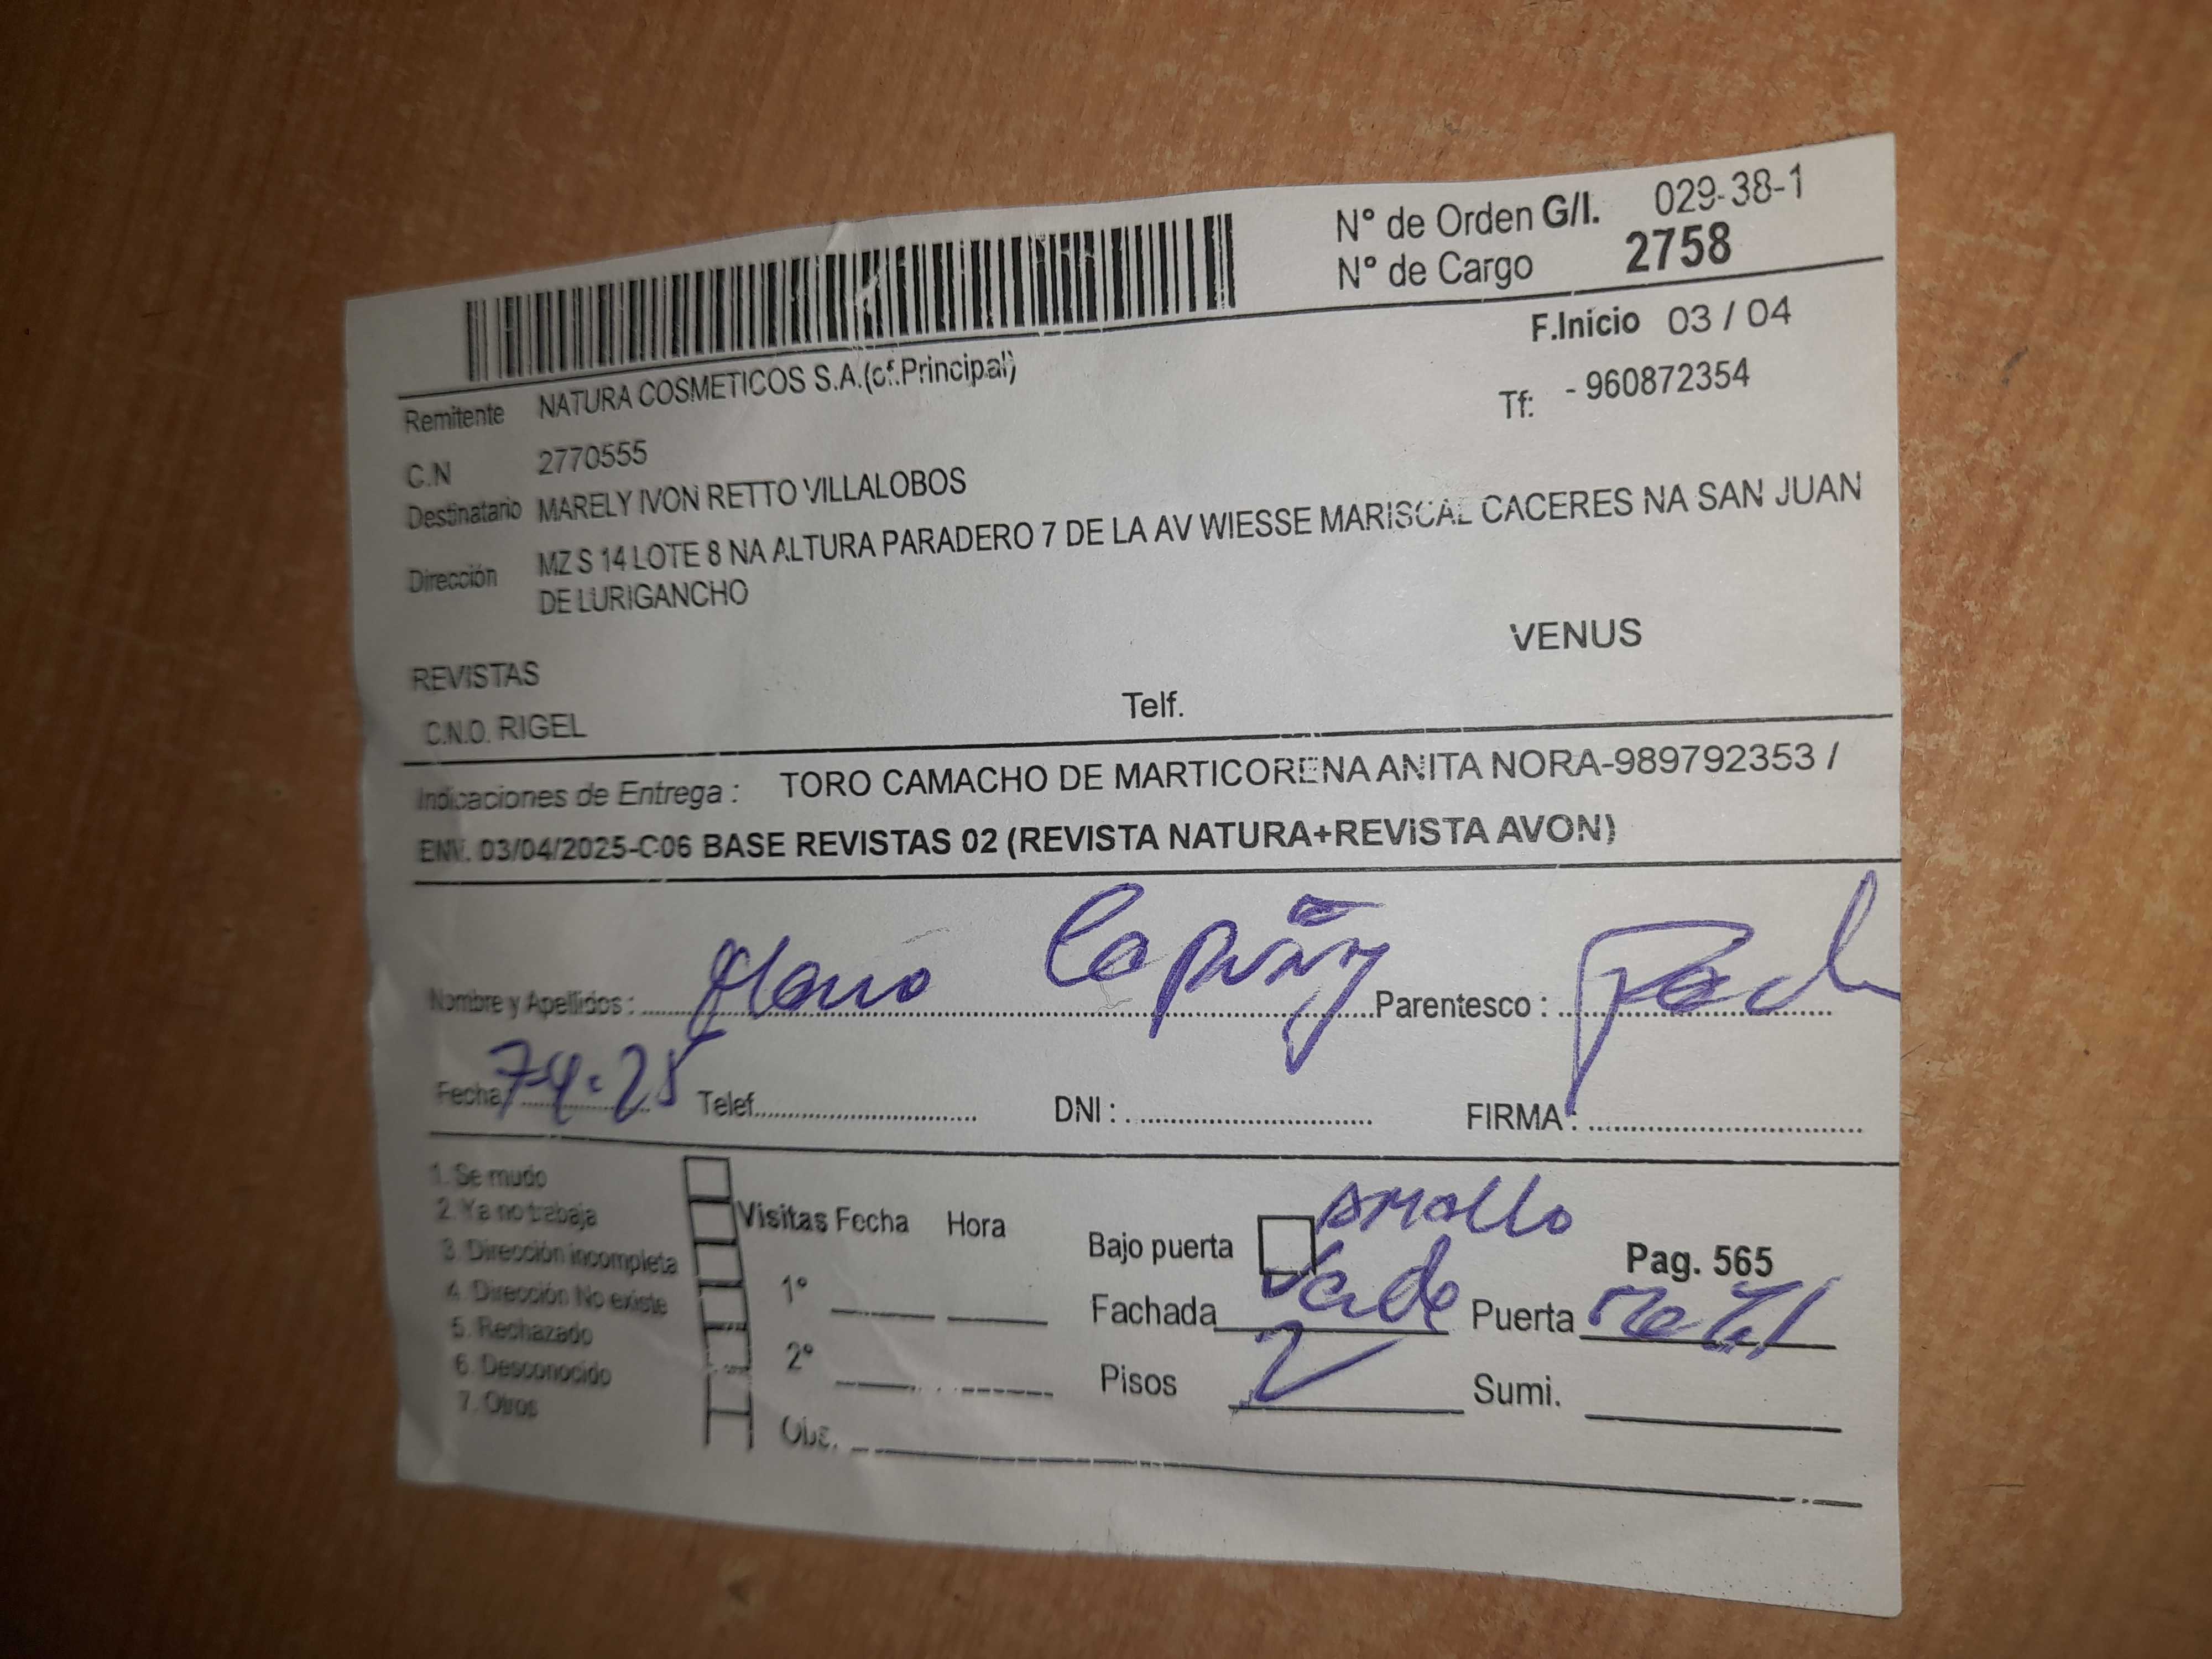 N° de Orden G/I. 029-38-1
N° de Cargo 2758
F.Inicio 03 / 04
Remitente NATURA COSMETICOS S.A.(of.Principal)
Tf: - 960872354
C.N 2770555
Destinatario MARELY IVON RETTO VILLALOBOS
Dirección MZ S 14 LOTE 8 NA ALTURA PARADERO 7 DE LA AV WIESSE MARISCAL CACERES NA SAN JUAN
DE LURIGANCHO
VENUS
REVISTAS
C.N.O. RIGEL Telf.
Indicaciones de Entrega : TORO CAMACHO DE MARTICORENA ANITA NORA-989792353 /
ENV. 03/04/2025-C06 BASE REVISTAS 02 (REVISTA NATURA+REVISTA AVON)
Nombre y Apellidos : Parentesco :
Fecha 7-4-25 Telef. DNI : FIRMA :
1. Se mudo
2. Ya no trabaja
3. Dirección incompleta
4. Dirección No existe
5. Rechazado
6. Desconocido
7. Otros
Visitas Fecha Hora
1°
2°
Obs.
Bajo puerta Pag. 565
Fachada Puerta
Pisos 2 Sumi.